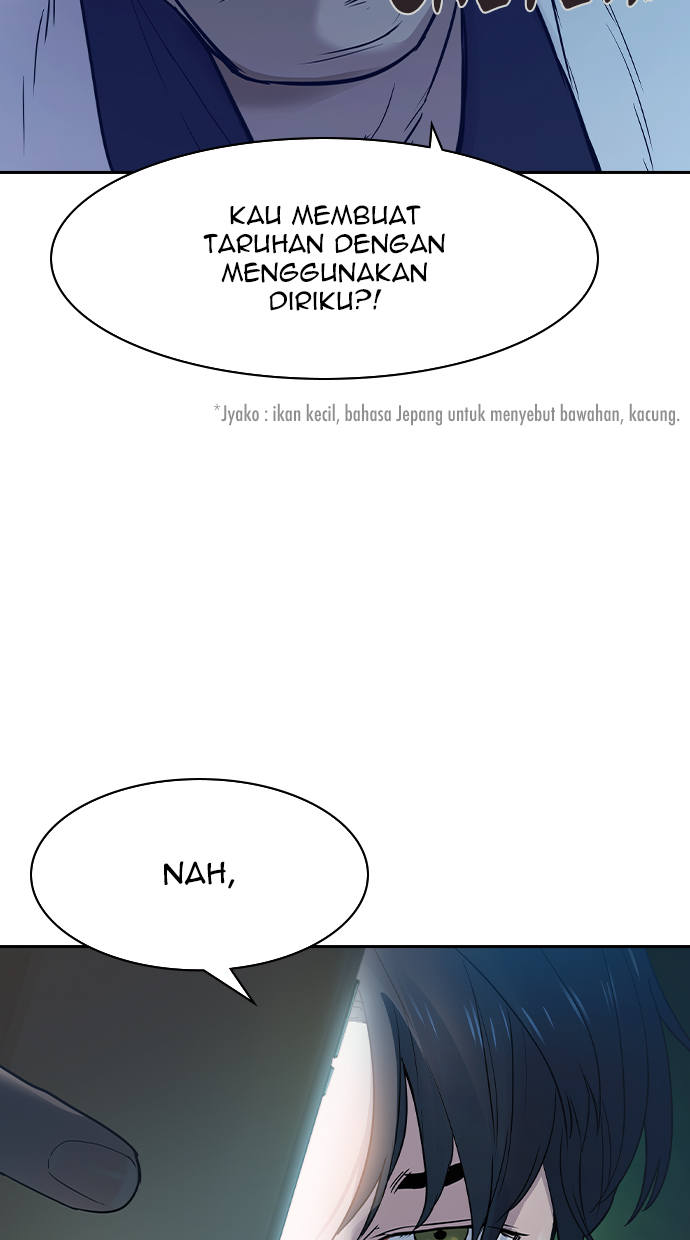 KAU MEMBUAT
TARUHAN DENGAN
MENGGUNAKAN
DIRIKU?!
*Jyako : ikan kecil, bahasa Jepang untuk menyebut bawahan, kacung.
NAH,